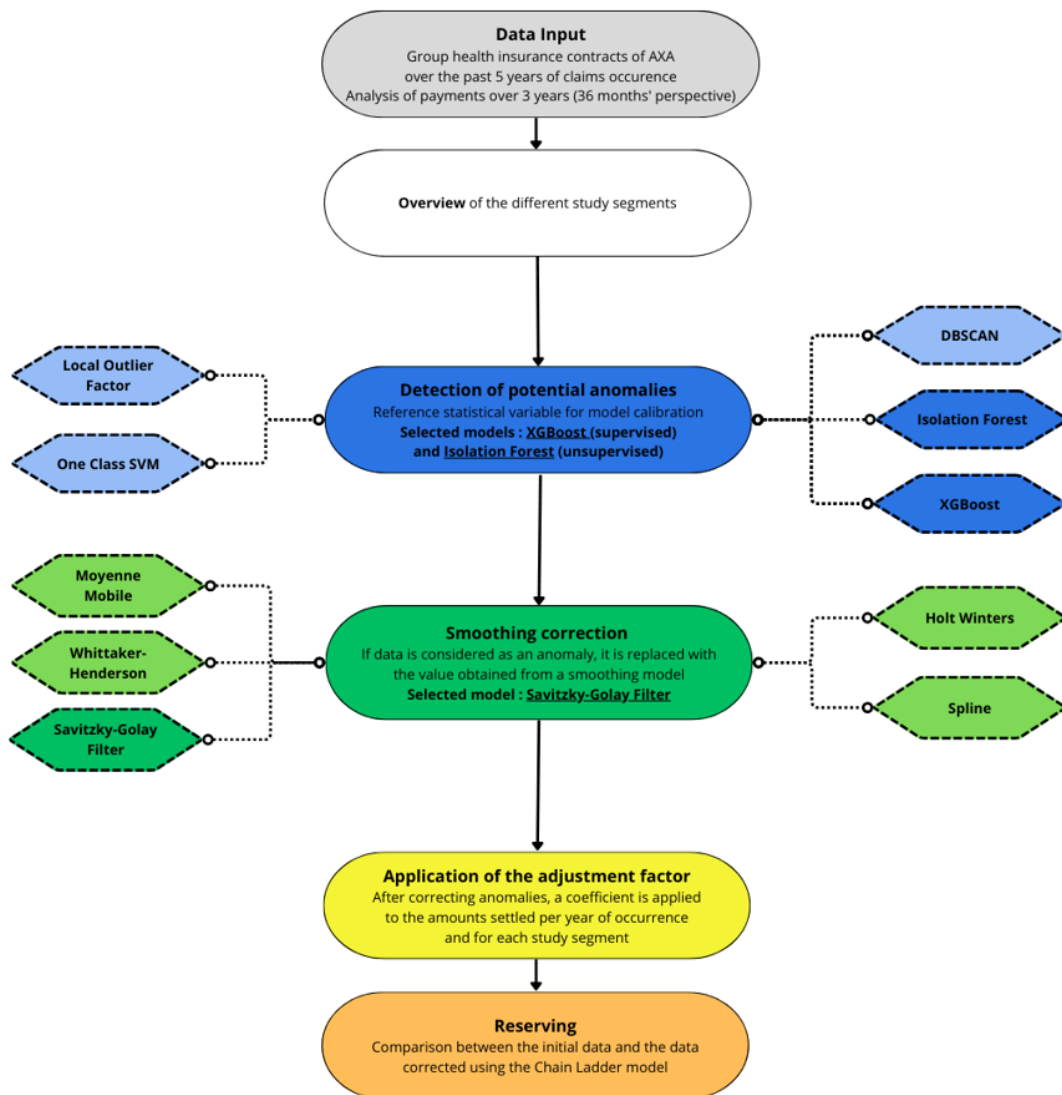 Data Input
Group health insurance contracts of AXA
over the past 5 years of claims occurence
Analysis of payments over 3 years (36 months' perspective)
Overview of the different study segments
Local Outlier
Factor
One Class SVM
Detection of potential anomalies
Reference statistical variable for model calibration
Selected models : XGBoost (supervised)
and Isolation Forest (unsupervised)
DBSCAN
Isolation Forest
XGBoost
Moyenne
Mobile
Whittaker-
Henderson
Savitzky-Golay
Filter
Smoothing correction
If data is considered as an anomaly, it is replaced with
the value obtained from a smoothing model
Selected model : Savitzky-Golay Filter
Holt Winters
Spline
Application of the adjustment factor
After correcting anomalies, a coefficient is applied
to the amounts settled per year of occurrence
and for each study segment
Reserving
Comparison between the initial data and the data
corrected using the Chain Ladder model